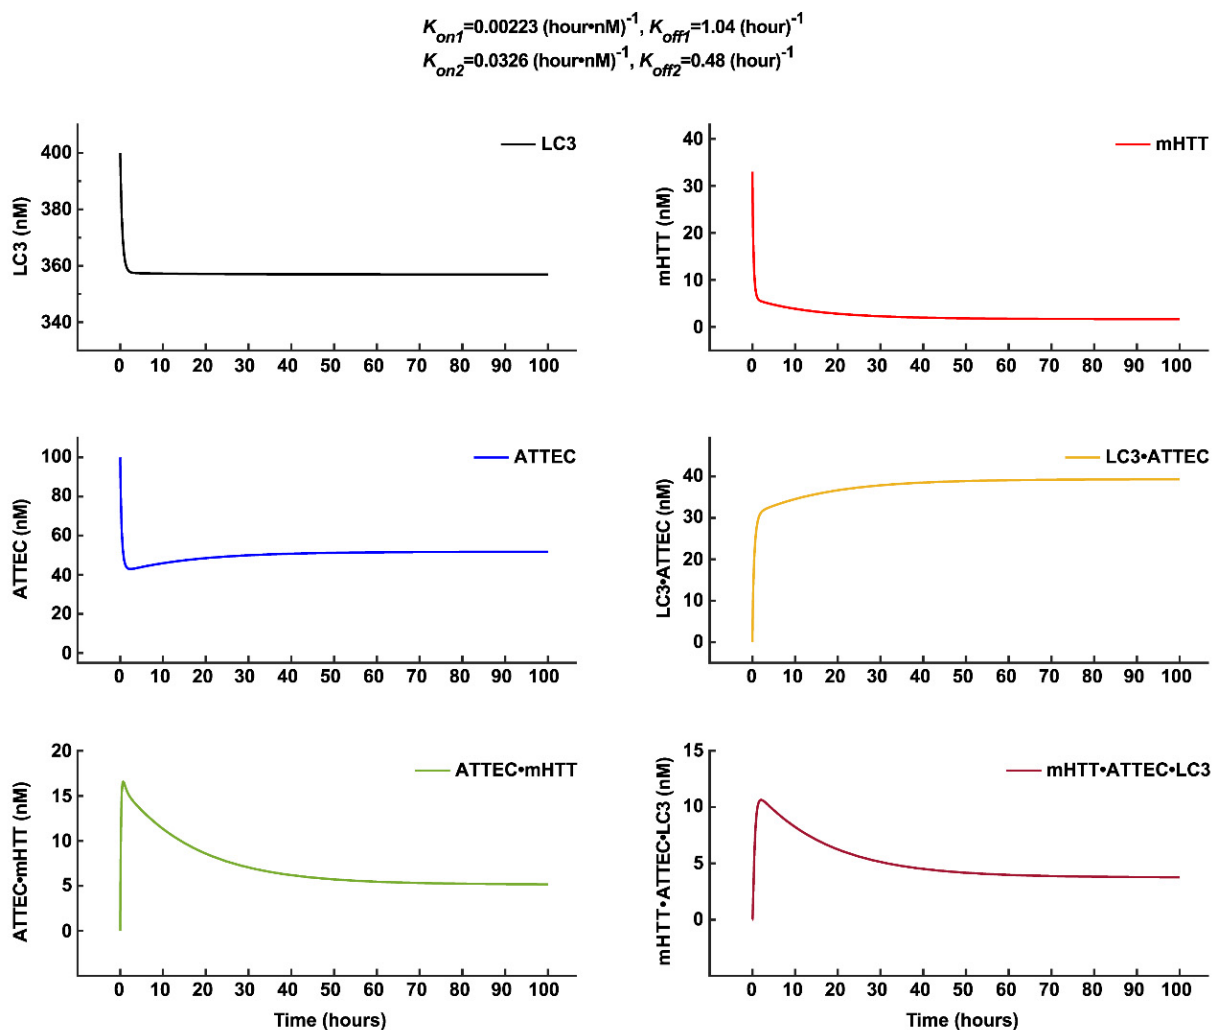 Kon1=0.00223 (hour•nM)-1, Koff1=1.04 (hour)-1
Kon2=0.0326 (hour•nM)-1, Koff2=0.48 (hour)-1
LC3 (nM)
400
380
360
340
LC3
0 10 20 30 40 50 60 70 80 90 100
mHTT (nM)
40
30
20
10
0
mHTT
0 10 20 30 40 50 60 70 80 90 100
ATTEC (nM)
100
80
60
40
20
0
ATTEC
0 10 20 30 40 50 60 70 80 90 100
LC3•ATTEC (nM)
40
30
20
10
0
LC3•ATTEC
0 10 20 30 40 50 60 70 80 90 100
ATTEC•mHTT (nM)
20
15
10
5
0
ATTEC•mHTT
0 10 20 30 40 50 60 70 80 90 100
Time (hours)
mHTT•ATTEC•LC3 (nM)
15
10
5
0
mHTT•ATTEC•LC3
0 10 20 30 40 50 60 70 80 90 100
Time (hours)